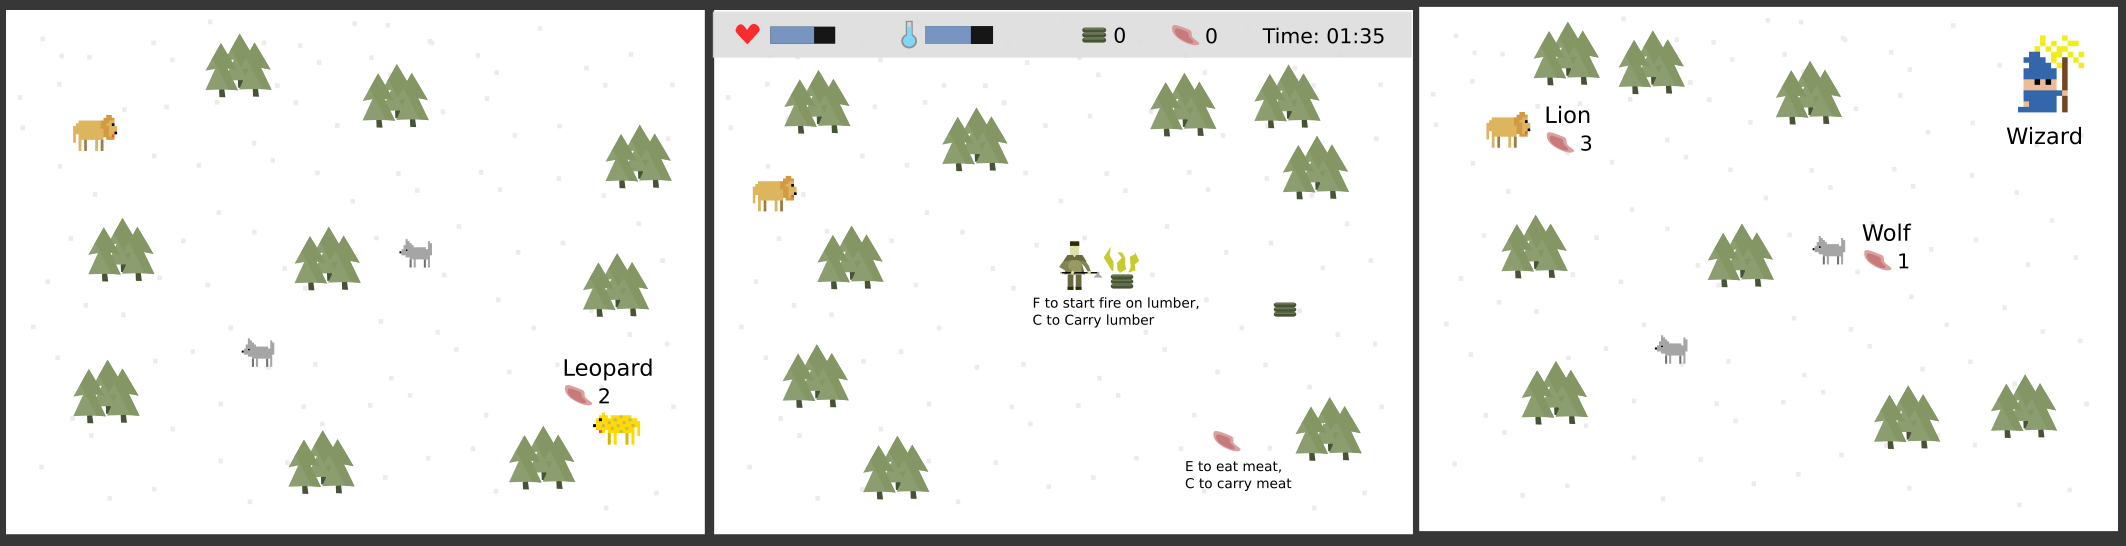 Leopard
2
0
0
Time: 01:35
F to start fire on lumber,
C to Carry lumber
E to eat meat,
C to carry meat
Lion
3
Wizard
Wolf
1